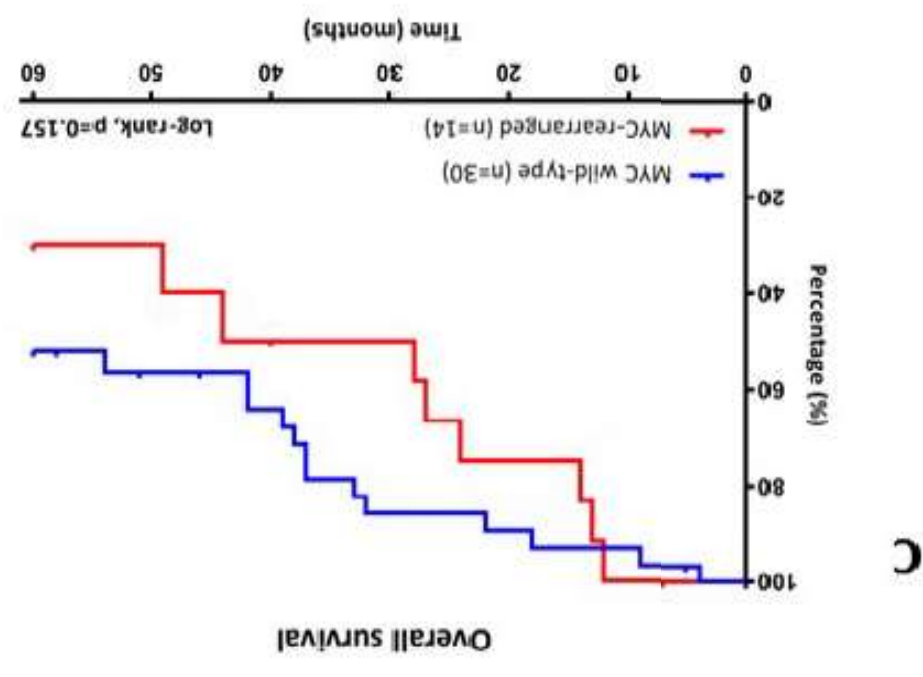 C
Overall survival
Percentage (%)
100
80
60
40
20
0
MYC wild-type (n=30)
MYC-rearranged (n=14)
Log-rank, p=0.157
0
10
20
30
40
50
60
Time (months)